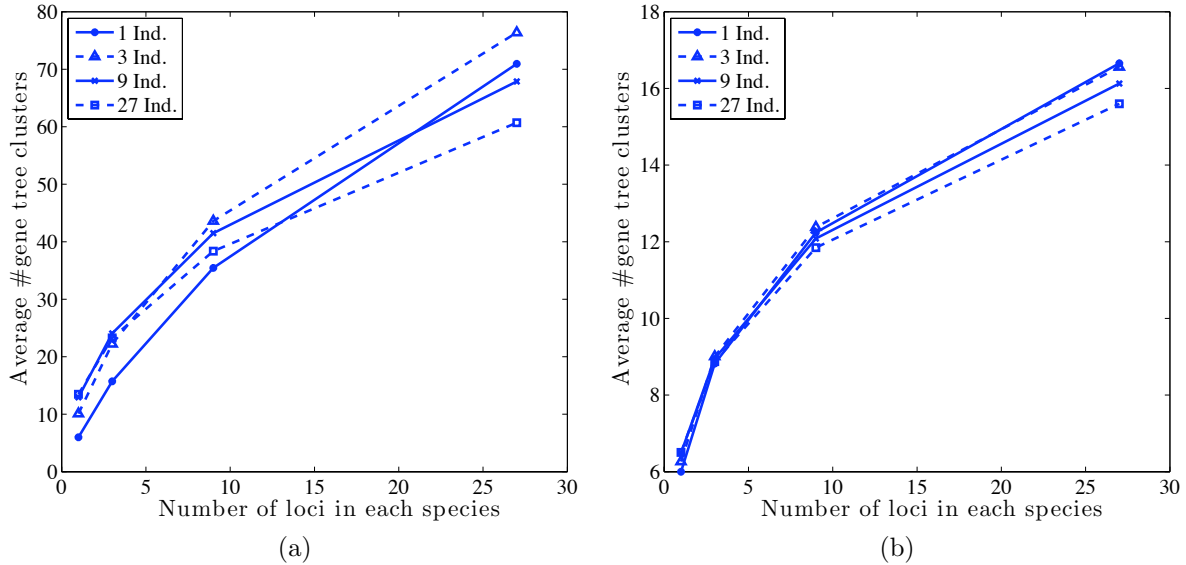 80
70
60
50
40
30
20
10
0
0 5 10 15 20 25 30
Average #gene tree clusters
Number of loci in each species
1 Ind.
3 Ind.
9 Ind.
27 Ind.
(a)
18
16
14
12
10
8
6
0 5 10 15 20 25 30
Average #gene tree clusters
Number of loci in each species
1 Ind.
3 Ind.
9 Ind.
27 Ind.
(b)